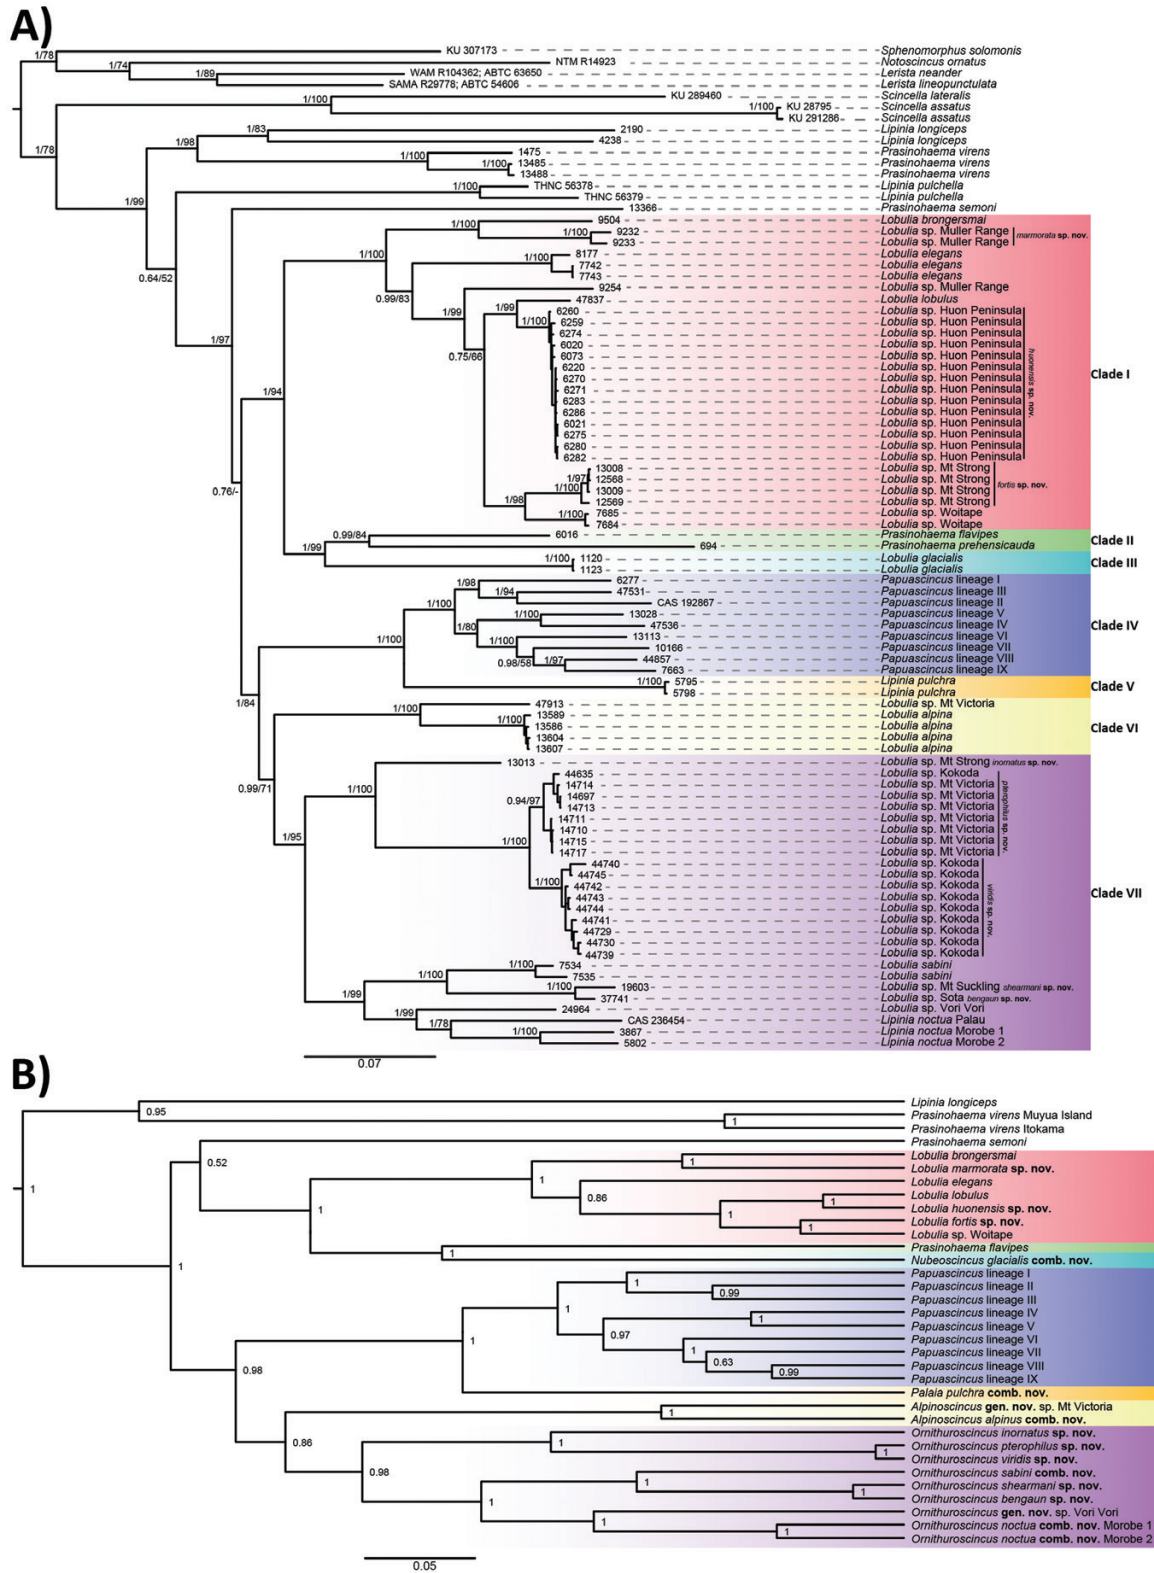 A)
1/78 KU 307173 Sphenomorphus solomonis
1/74 NTM R14923 Notoscincus ornatus
1/89 WAM R104362; ABTC 63650 Lerista neander
SAMA R29778; ABTC 54606 Lerista lineopunctulata
1/100 KU 289460 Scincella lateralis
1/100 KU 28795 Scincella assatus
KU 291286 Scincella assatus
1/83 2190 Lipinia longiceps
1/98 4238 Lipinia longiceps
1/78
1/100 1475 Prasinohaema virens
1/100 13485 Prasinohaema virens
13488 Prasinohaema virens
1/100 THNC 56378 Lipinia pulchella
1/99 THNC 56379 Lipinia pulchella
13366 Prasinohaema semoni
1/100 9504 Lobulia brongersmai
1/100 9232 Lobulia sp. Muller Range marmorata sp. nov.
9233 Lobulia sp. Muller Range
1/100 8177 Lobulia elegans
1/100 7742 Lobulia elegans
0.64/52 7743 Lobulia elegans
0.99/83 9254 Lobulia sp. Muller Range
1/99 47837 Lobulia lobulus
1/99 6260 Lobulia sp. Huon Peninsula
1/100 6259 Lobulia sp. Huon Peninsula
6274 Lobulia sp. Huon Peninsula
1/97 6020 Lobulia sp. Huon Peninsula
0.75/66 6073 Lobulia sp. Huon Peninsula
6220 Lobulia sp. Huon Peninsula
6270 Lobulia sp. Huon Peninsula
6271 Lobulia sp. Huon Peninsula
6283 Lobulia sp. Huon Peninsula
6286 Lobulia sp. Huon Peninsula
6021 Lobulia sp. Huon Peninsula
6275 Lobulia sp. Huon Peninsula
6280 Lobulia sp. Huon Peninsula
6282 Lobulia sp. Huon Peninsula
huonensis sp. nov.
Clade I
1/94
13008 Lobulia sp. Mt Strong
1/97 12568 Lobulia sp. Mt Strong
1/100 13009 Lobulia sp. Mt Strong
12569 Lobulia sp. Mt Strong
fortis sp. nov.
0.76/-
1/98
1/100 7685 Lobulia sp. Woitape
7684 Lobulia sp. Woitape
0.99/84 6016 Prasinohaema flavipes
694 Prasinohaema prehensicauda
Clade II
1/99
1/100 1120 Lobulia glacialis
1123 Lobulia glacialis
Clade III
1/98 6277 Papuascincus lineage I
1/94 47531 Papuascincus lineage III
1/100 CAS 192867 Papuascincus lineage II
1/100 13028 Papuascincus lineage V
1/80 47536 Papuascincus lineage IV
1/100 13113 Papuascincus lineage VI
1/100 10166 Papuascincus lineage VII
0.98/58 1/97 44857 Papuascincus lineage VIII
7663 Papuascincus lineage IX
Clade IV
1/100 5795 Lipinia pulchra
5798 Lipinia pulchra
Clade V
1/84
1/100 47913 Lobulia sp. Mt Victoria
1/100 13589 Lobulia alpina
13586 Lobulia alpina
13604 Lobulia alpina
13607 Lobulia alpina
Clade VI
0.99/71
1/100 13013 Lobulia sp. Mt Strong inornatus sp. nov.
44635 Lobulia sp. Kokoda
14714 Lobulia sp. Mt Victoria
0.94/97 14697 Lobulia sp. Mt Victoria
14713 Lobulia sp. Mt Victoria
14711 Lobulia sp. Mt Victoria
14710 Lobulia sp. Mt Victoria
14715 Lobulia sp. Mt Victoria
14717 Lobulia sp. Mt Victoria
pterophilus sp. nov.
1/95
1/100
44740 Lobulia sp. Kokoda
44745 Lobulia sp. Kokoda
1/100 44742 Lobulia sp. Kokoda
44743 Lobulia sp. Kokoda
44744 Lobulia sp. Kokoda
44741 Lobulia sp. Kokoda
44729 Lobulia sp. Kokoda
44730 Lobulia sp. Kokoda
44739 Lobulia sp. Kokoda
viridis sp. nov.
Clade VII
1/100 7534 Lobulia sabini
1/100 7535 Lobulia sabini
1/100 19603 Lobulia sp. Mt Suckling shearmani sp. nov.
1/99 37741 Lobulia sp. Sota bengaun sp. nov.
1/99 24964 Lobulia sp. Vori Vori
1/78 CAS 236454 Lipinia noctua Palau
1/100 3867 Lipinia noctua Morobe 1
5802 Lipinia noctua Morobe 2
0.07
B)
Lipinia longiceps
0.95
1 Prasinohaema virens Muyua Island
Prasinohaema virens Itokama
Prasinohaema semoni
0.52
1 Lobulia brongersmai
1 Lobulia marmorata sp. nov.
Lobulia elegans
0.86
1 Lobulia lobulus
Lobulia huonensis sp. nov.
1
1 Lobulia fortis sp. nov.
Lobulia sp. Woitape
1
1
1 Prasinohaema flavipes
Nubeoscincus glacialis comb. nov.
1
1 Papuascincus lineage I
Papuascincus lineage II
0.99 Papuascincus lineage III
1
1 Papuascincus lineage IV
0.97 Papuascincus lineage V
1 Papuascincus lineage VI
Papuascincus lineage VII
0.63 Papuascincus lineage VIII
0.99 Papuascincus lineage IX
1
0.98
Palaia pulchra comb. nov.
1 Alpinoscincus gen. nov. sp. Mt Victoria
Alpinoscincus alpinus comb. nov.
0.86
1 Ornithuroscincus inornatus sp. nov.
1 Ornithuroscincus pterophilus sp. nov.
Ornithuroscincus viridis sp. nov.
0.98
1 Ornithuroscincus sabini comb. nov.
1 Ornithuroscincus shearmani sp. nov.
Ornithuroscincus bengaun sp. nov.
1
1 Ornithuroscincus gen. nov. sp. Vori Vori
1 Ornithuroscincus noctua comb. nov. Morobe 1
Ornithuroscincus noctua comb. nov. Morobe 2
0.05